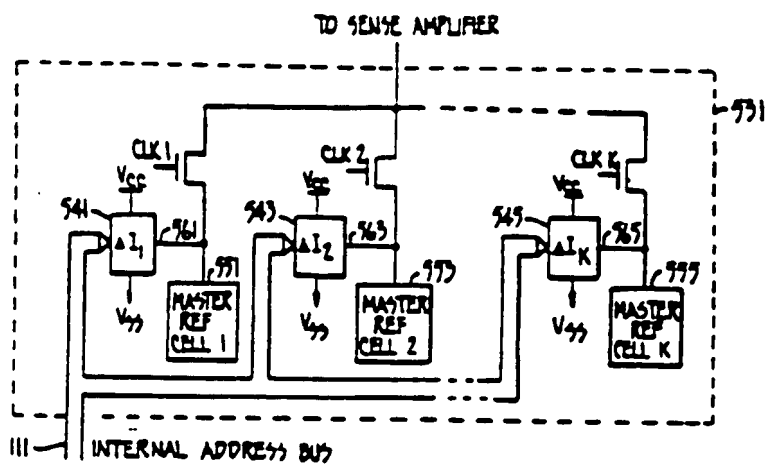 TO SENSE AMPLIFIER
531
CLK 1
CLK 2
CLK K
VCC
VCC
VCC
541
543
545
ΔI1
561
ΔI2
563
ΔIK
565
551
553
555
VSS
VSS
VSS
MASTER
REF
CELL 1
MASTER
REF
CELL 2
MASTER
REF
CELL K
111
INTERNAL ADDRESS BUS